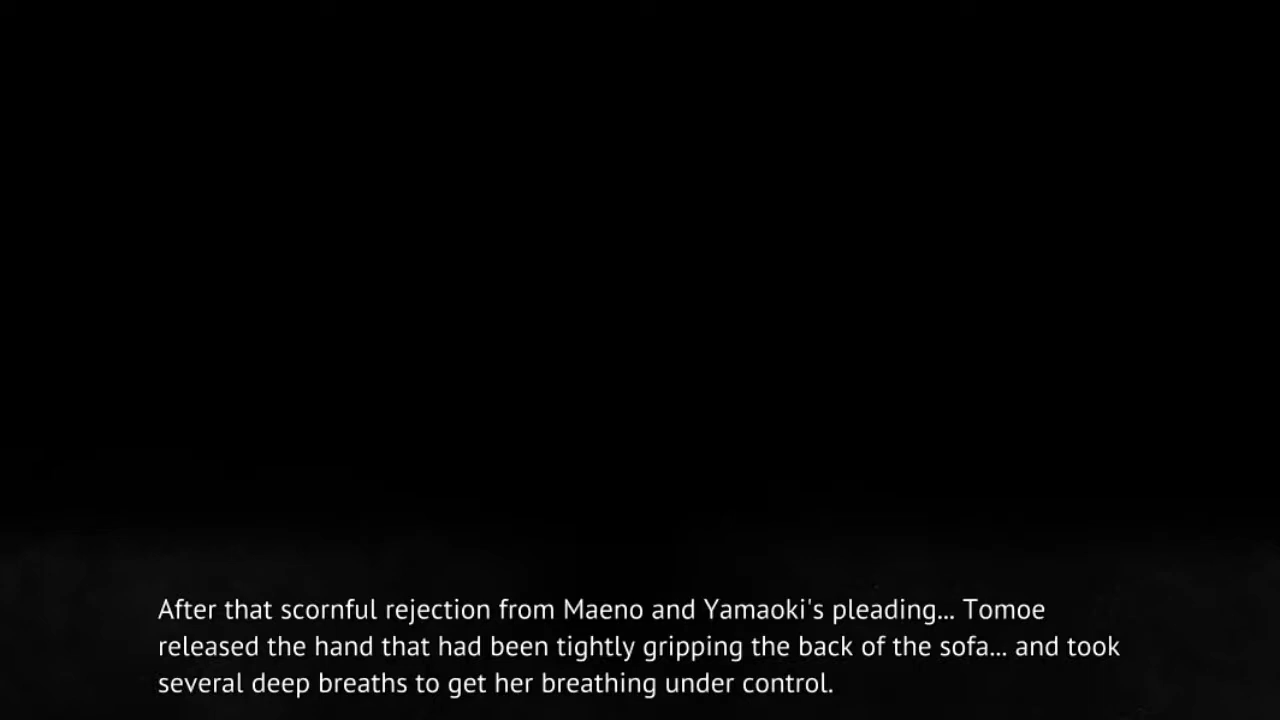 After that scornful rejection from Maeno and Yamaoki's pleading... Tomoe
released the hand that had been tightly gripping the back of the sofa... and took
several deep breaths to get her breathing under control.